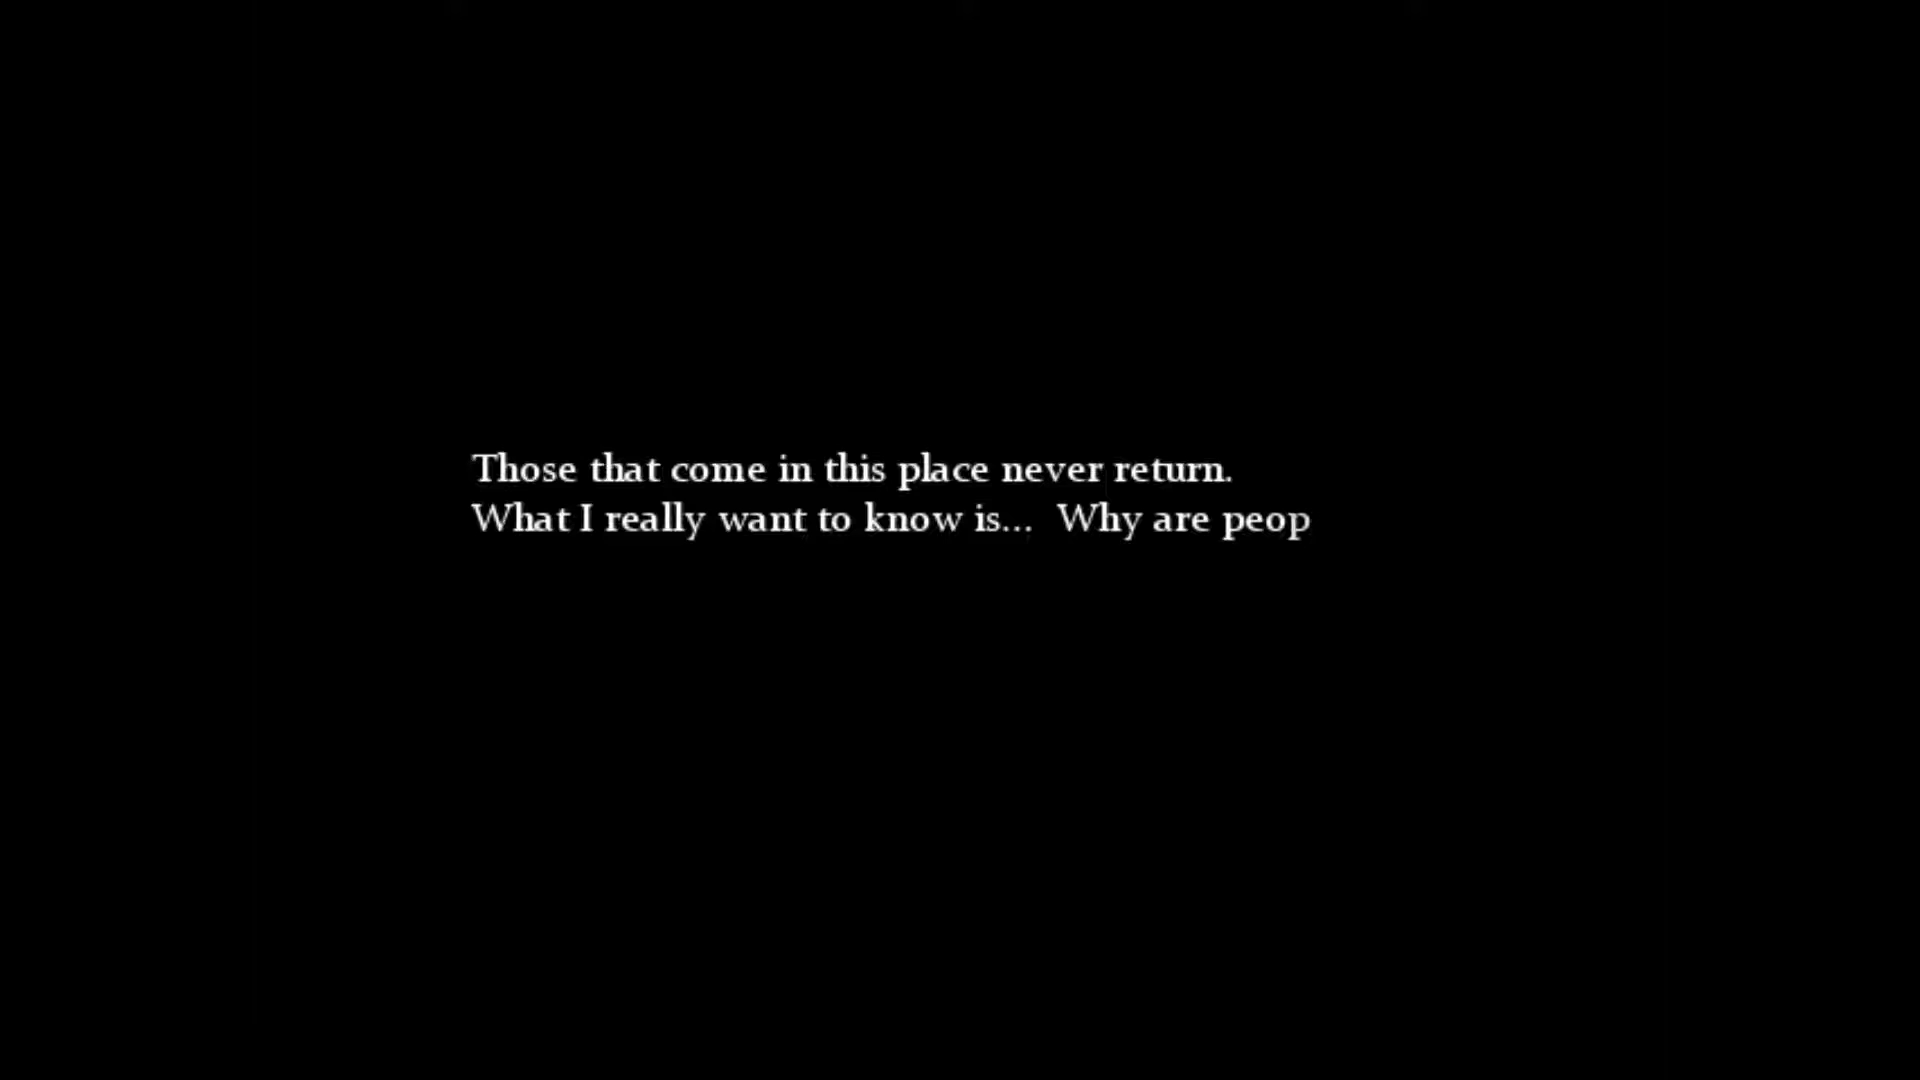 Those that come in this place never return.
What I really want to know is...  Why are peop